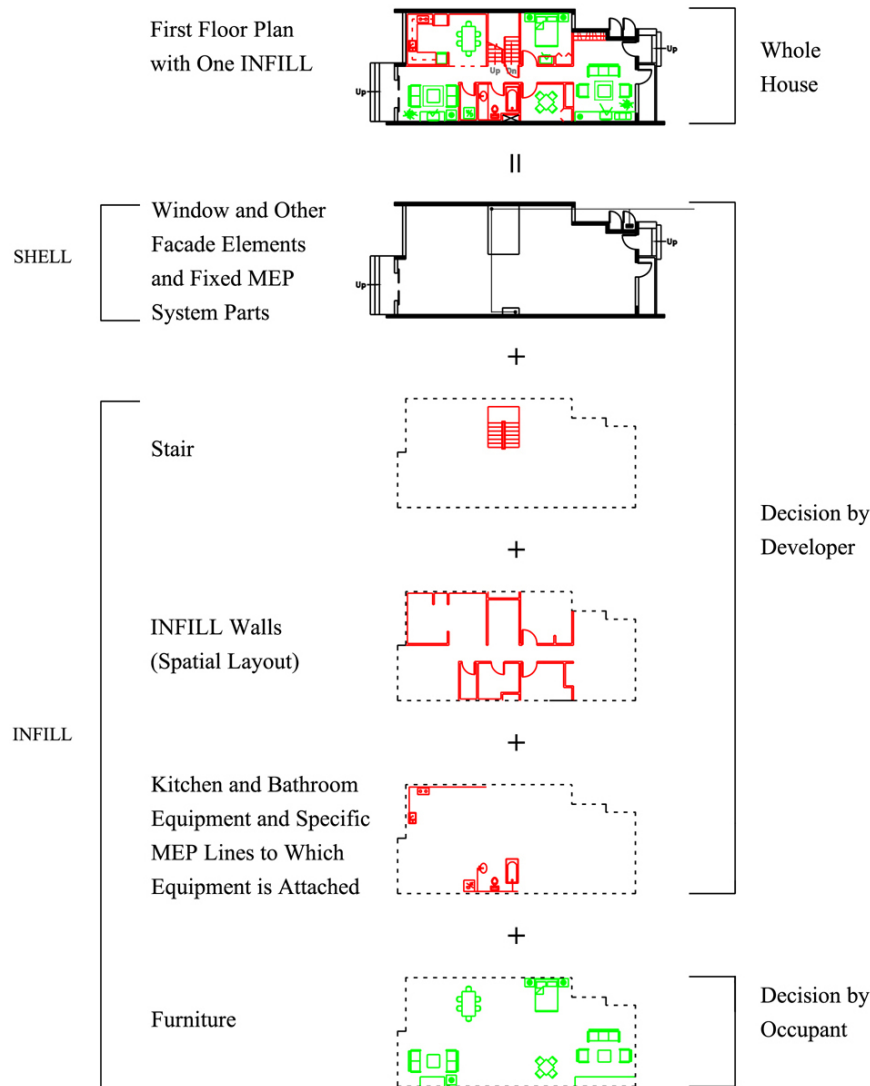 First Floor Plan
with One INFILL
Up
Dn
Up
Up
Whole
House
=
SHELL
Window and Other
Facade Elements
and Fixed MEP
System Parts
Up
Up
+
Stair
+
Decision by
Developer
INFILL Walls
(Spatial Layout)
+
INFILL
Kitchen and Bathroom
Equipment and Specific
MEP Lines to Which
Equipment is Attached
+
Furniture
Decision by
Occupant